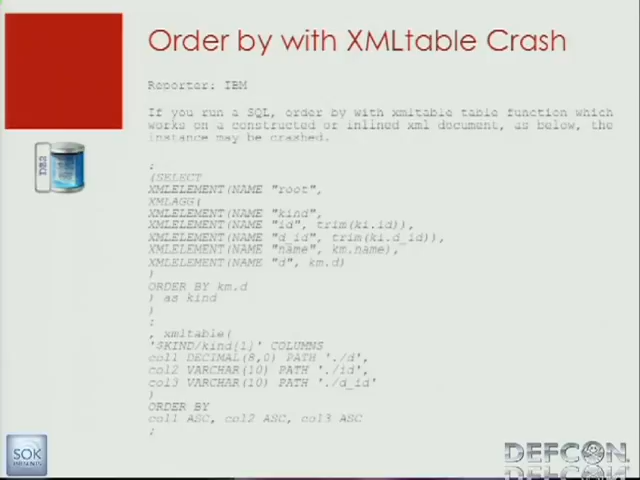 Order by with XMLtable Crash
Reporter: IBM
If you run a SQL, order by with xmltable table function which
works on a constructed or inlined xml document, as below, the
instance may be crashed.
:
(SELECT
XMLELEMENT(NAME "root",
XMLAGG(
XMLELEMENT(NAME "kind",
XMLELEMENT(NAME "id", trim(ki.id)),
XMLELEMENT(NAME "d_id", trim(ki.d_id)),
XMLELEMENT(NAME "name", km.name),
XMLELEMENT(NAME "d", km.d)
)
ORDER BY km.d
) as kind
)
:
, xmltable(
'$KIND/kind[1]' COLUMNS
col1 DECIMAL(8,0) PATH './d',
col2 VARCHAR(10) PATH './id',
col3 VARCHAR(10) PATH './d_id'
)
ORDER BY
col1 ASC, col2 ASC, col3 ASC
;
DB2
SOK
DEFCON